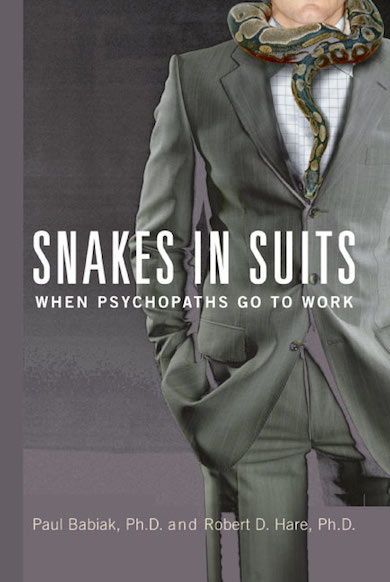 SNAKES IN SUITS
WHEN PSYCHOPATHS GO TO WORK
Paul Babiak, Ph.D. and Robert D. Hare, Ph.D.